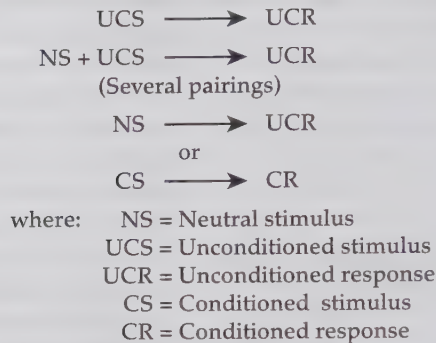 UCS ⟶ UCR
NS + UCS ⟶ UCR
(Several pairings)
NS ⟶ UCR
or
CS ⟶ CR
where: NS = Neutral stimulus
UCS = Unconditioned stimulus
UCR = Unconditioned response
CS = Conditioned stimulus
CR = Conditioned response